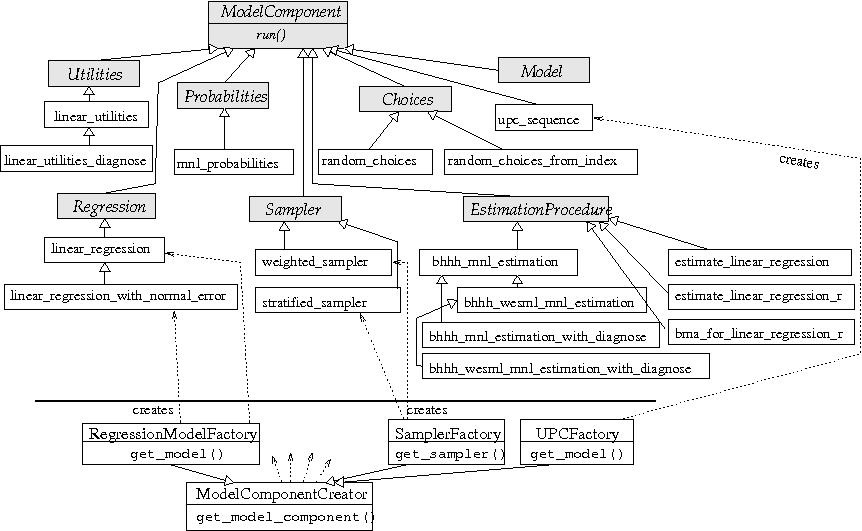 ModelComponent
run()
Utilities
Model
Probabilities
Choices
linear_utilities
upc_sequence
linear_utilities_diagnose
mnl_probabilities
random_choices
random_choices_from_index
creates
Regression
Sampler
EstimationProcedure
linear_regression
weighted_sampler
bhhh_mnl_estimation
estimate_linear_regression
linear_regression_with_normal_error
stratified_sampler
bhhh_wesml_mnl_estimation
estimate_linear_regression_r
bhhh_mnl_estimation_with_diagnose
bma_for_linear_regression_r
bhhh_wesml_mnl_estimation_with_diagnose
creates
creates
RegressionModelFactory
get_model()
SamplerFactory
get_sampler()
UPCFactory
get_model()
ModelComponentCreator
get_model_component()